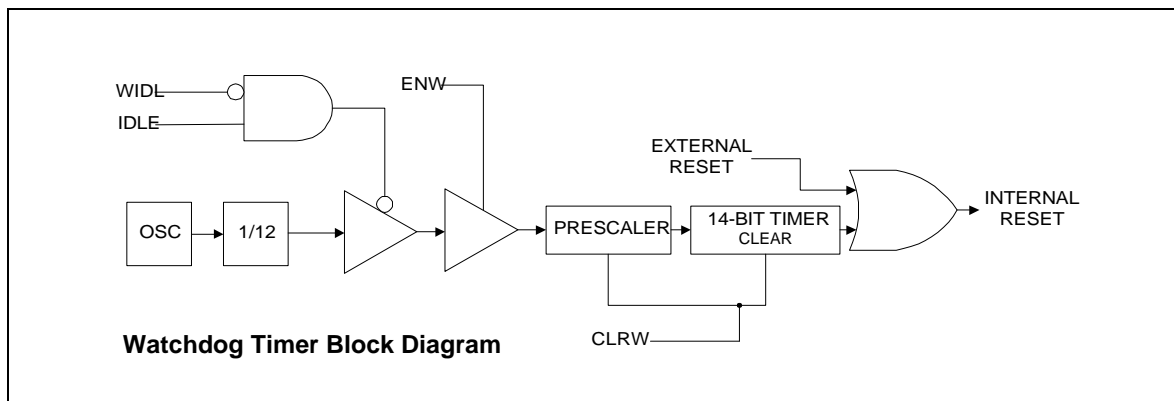 WIDL
IDLE
ENW
EXTERNAL
RESET
INTERNAL
RESET
OSC
1/12
PRESCALER
14-BIT TIMER
CLEAR
CLRW
Watchdog Timer Block Diagram